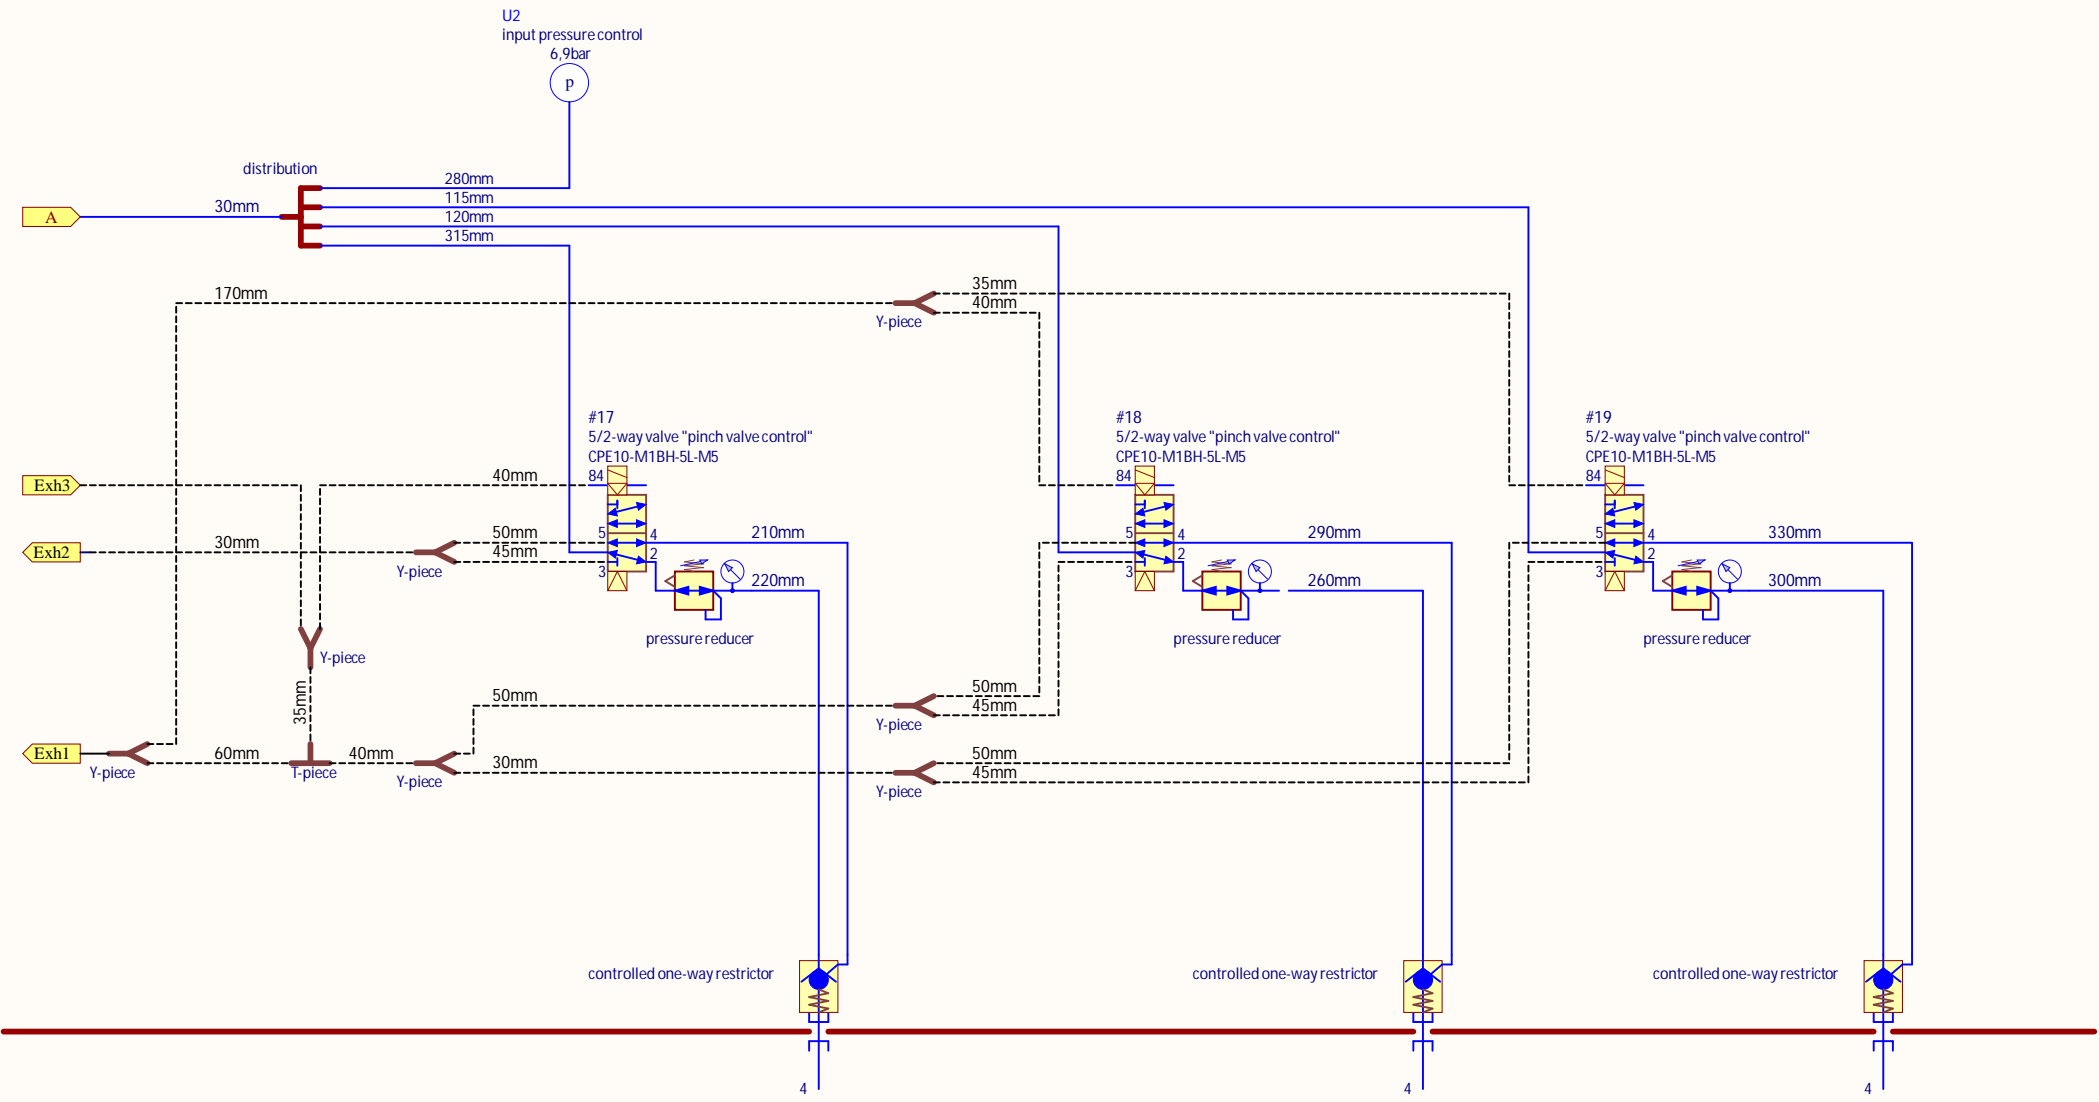 U2
input pressure control
6,9bar
p
distribution
280mm
115mm
A
30mm
120mm
315mm
170mm
35mm
40mm
Y-piece
#17
5/2-way valve "pinch valve control"
CPE10-M1BH-5L-M5
84
#18
5/2-way valve "pinch valve control"
CPE10-M1BH-5L-M5
84
#19
5/2-way valve "pinch valve control"
CPE10-M1BH-5L-M5
84
Exh3
40mm
50mm
5
4
210mm
5
4
290mm
5
4
330mm
Exh2
30mm
45mm
Y-piece
3
2
220mm
3
2
260mm
3
2
300mm
pressure reducer
pressure reducer
pressure reducer
Y-piece
35mm
50mm
50mm
45mm
Y-piece
Exh1
Y-piece
60mm
T-piece
40mm
Y-piece
30mm
50mm
45mm
Y-piece
controlled one-way restrictor
controlled one-way restrictor
controlled one-way restrictor
4
4
4